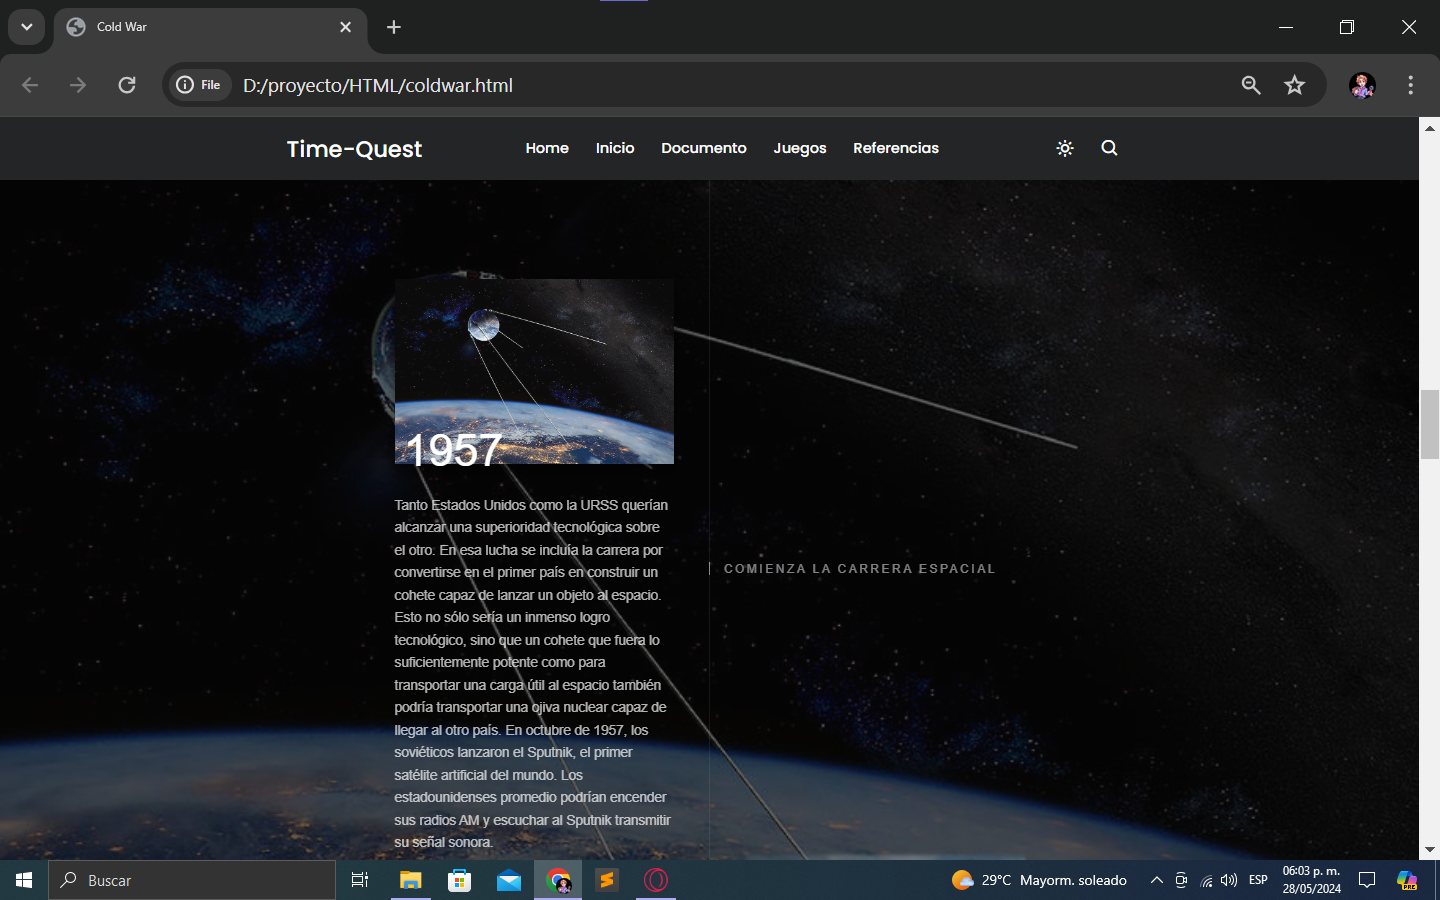 Cold War
File
D:/proyecto/HTML/coldwar.html
Time-Quest
Home
Inicio
Documento
Juegos
Referencias
1957
Tanto Estados Unidos como la URSS querían
alcanzar una superioridad tecnológica sobre
el otro. En esa lucha se incluía la carrera por
convertirse en el primer país en construir un
cohete capaz de lanzar un objeto al espacio.
Esto no sólo sería un inmenso logro
tecnológico, sino que un cohete que fuera lo
suficientemente potente como para
transportar una carga útil al espacio también
podría transportar una ojiva nuclear capaz de
llegar al otro país. En octubre de 1957, los
soviéticos lanzaron el Sputnik, el primer
satélite artificial del mundo. Los
estadounidenses promedio podrían encender
sus radios AM y escuchar al Sputnik transmitir
su señal sonora.
COMIENZA LA CARRERA ESPACIAL
Buscar
29°C Mayorm. soleado
ESP
06:03 p. m.
28/05/2024
PRE